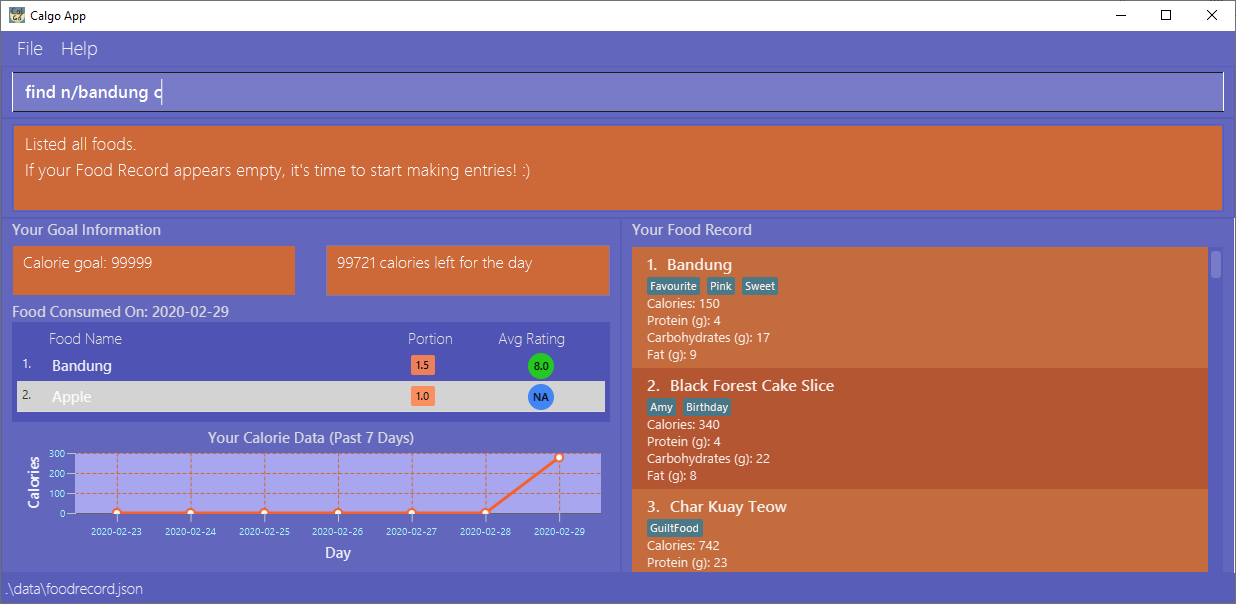 Calgo App
File Help
find n/bandung c
Listed all foods.
If your Food Record appears empty, it's time to start making entries! :)
Your Goal Information
Calorie goal: 99999
99721 calories left for the day
Food Consumed On: 2020-02-29
Food Name Portion Avg Rating
1. Bandung 1.5 8.0
2. Apple 1.0 NA
Your Calorie Data (Past 7 Days)
Calories
300
200
100
0
2020-02-23 2020-02-24 2020-02-25 2020-02-26 2020-02-27 2020-02-28 2020-02-29
Day
Your Food Record
1. Bandung
Favourite Pink Sweet
Calories: 150
Protein (g): 4
Carbohydrates (g): 17
Fat (g): 9
2. Black Forest Cake Slice
Amy Birthday
Calories: 340
Protein (g): 4
Carbohydrates (g): 22
Fat (g): 8
3. Char Kuay Teow
GuiltFood
Calories: 742
Protein (g): 23
.\data\foodrecord.json